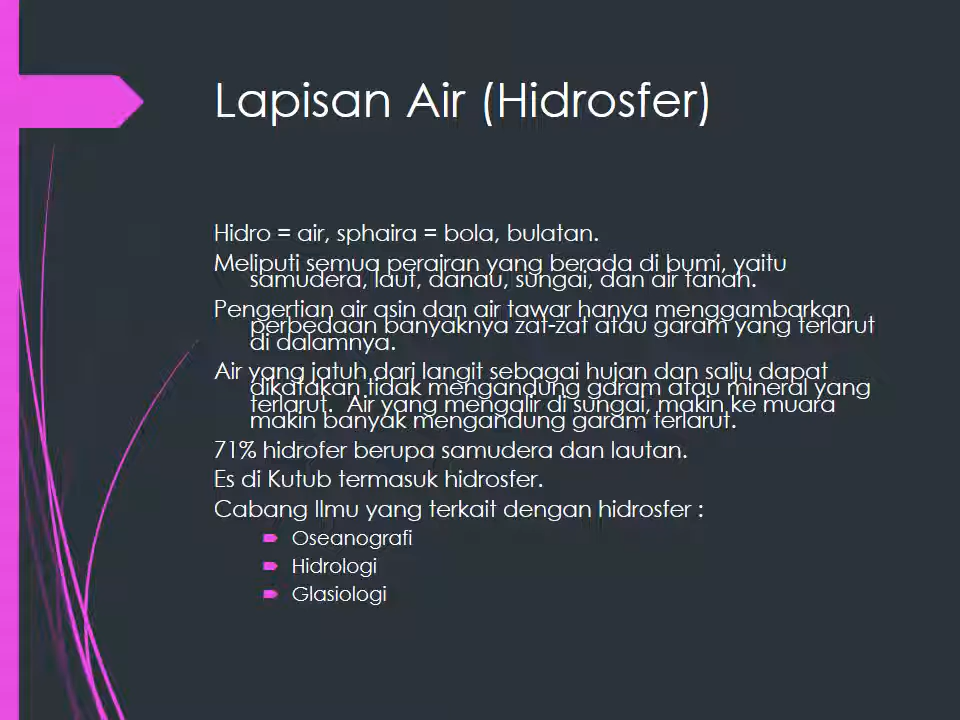 Lapisan Air (Hidrosfer)
Hidro = air, sphaira = bola, bulatan.
Meliputi semua perairan yang berada di bumi, yaitu
samudera, laut, danau, sungai, dan air tanah.
Pengertian air asin dan air tawar hanya menggambarkan
perbedaan banyaknya zat-zat atau garam yang terlarut
di dalamnya.
Air yang jatuh dari langit sebagai hujan dan salju dapat
dikatakan tidak mengandung garam atau mineral yang
terlarut.  Air yang mengalir di sungai, makin ke muara
makin banyak mengandung garam terlarut.
71% hidrofer berupa samudera dan lautan.
Es di Kutub termasuk hidrosfer.
Cabang Ilmu yang terkait dengan hidrosfer :
Oseanografi
Hidrologi
Glasiologi